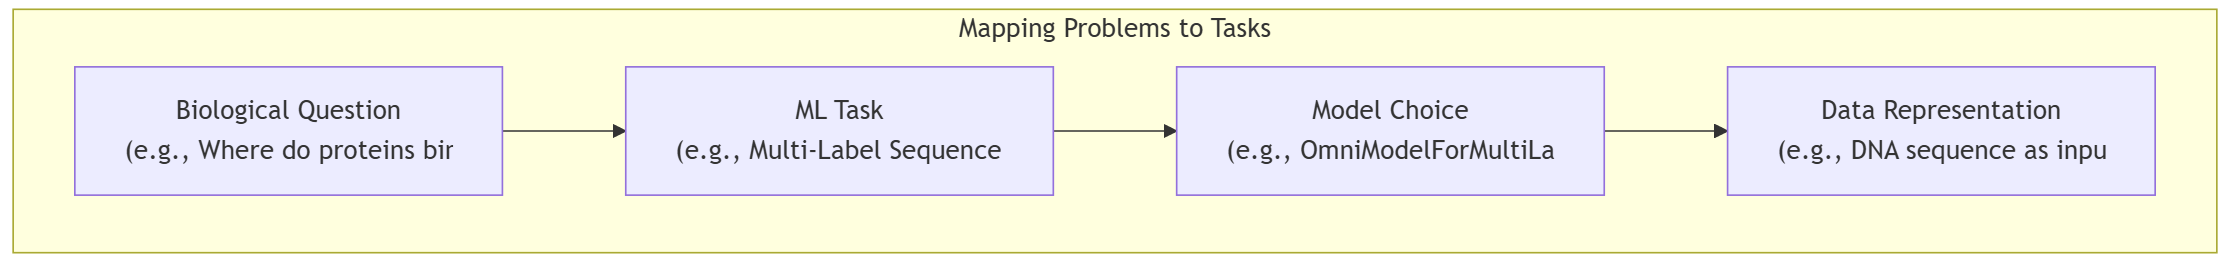 Mapping Problems to Tasks
Biological Question
(e.g., Where do proteins bir
ML Task
(e.g., Multi-Label Sequence
Model Choice
(e.g., OmniModelForMultiLa
Data Representation
(e.g., DNA sequence as inpu